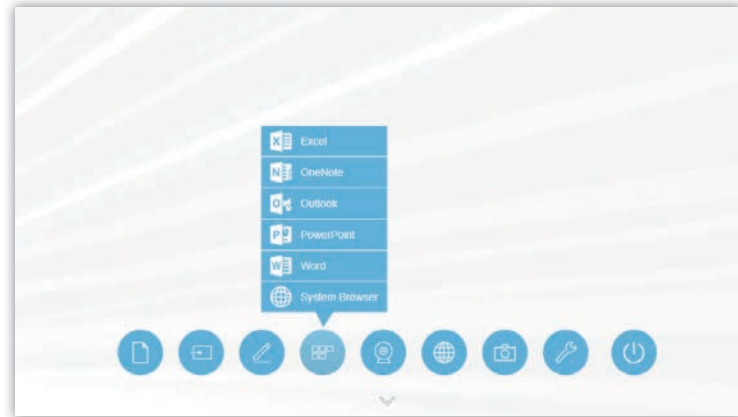 Excel
OneNote
Outlook
PowerPoint
Word
System Browser